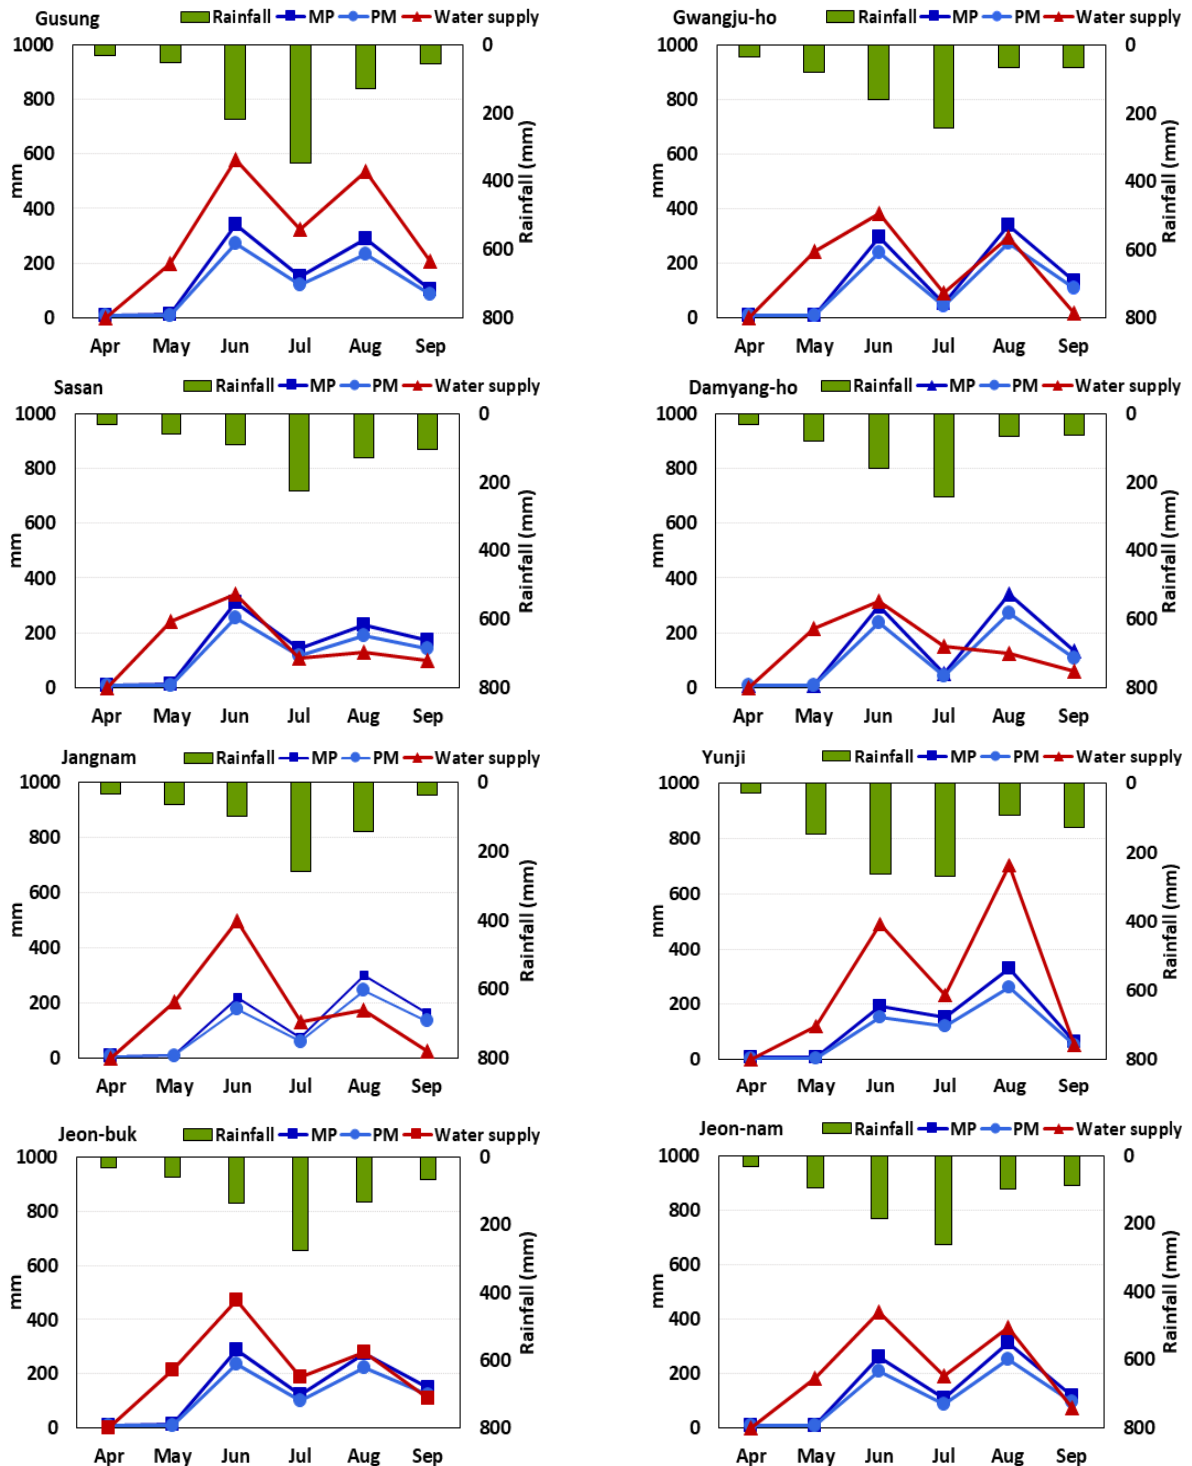 Gusung
Rainfall MP PM Water supply
1000 800 600 400 200 0
mm
0 200 400 600 800
Rainfall (mm)
Apr May Jun Jul Aug Sep
Gwangju-ho
Rainfall MP PM Water supply
1000 800 600 400 200 0
mm
0 200 400 600 800
Rainfall (mm)
Apr May Jun Jul Aug Sep
Sasan
Rainfall MP PM Water supply
1000 800 600 400 200 0
mm
0 200 400 600 800
Rainfall (mm)
Apr May Jun Jul Aug Sep
Damyang-ho
Rainfall MP PM Water supply
1000 800 600 400 200 0
mm
0 200 400 600 800
Rainfall (mm)
Apr May Jun Jul Aug Sep
Jangnam
Rainfall MP PM Water supply
1000 800 600 400 200 0
mm
0 200 400 600 800
Rainfall (mm)
Apr May Jun Jul Aug Sep
Yunji
Rainfall MP PM Water supply
1000 800 600 400 200 0
mm
0 200 400 600 800
Rainfall (mm)
Apr May Jun Jul Aug Sep
Jeon-buk
Rainfall MP PM Water supply
1000 800 600 400 200 0
mm
0 200 400 600 800
Rainfall (mm)
Apr May Jun Jul Aug Sep
Jeon-nam
Rainfall MP PM Water supply
1000 800 600 400 200 0
mm
0 200 400 600 800
Rainfall (mm)
Apr May Jun Jul Aug Sep